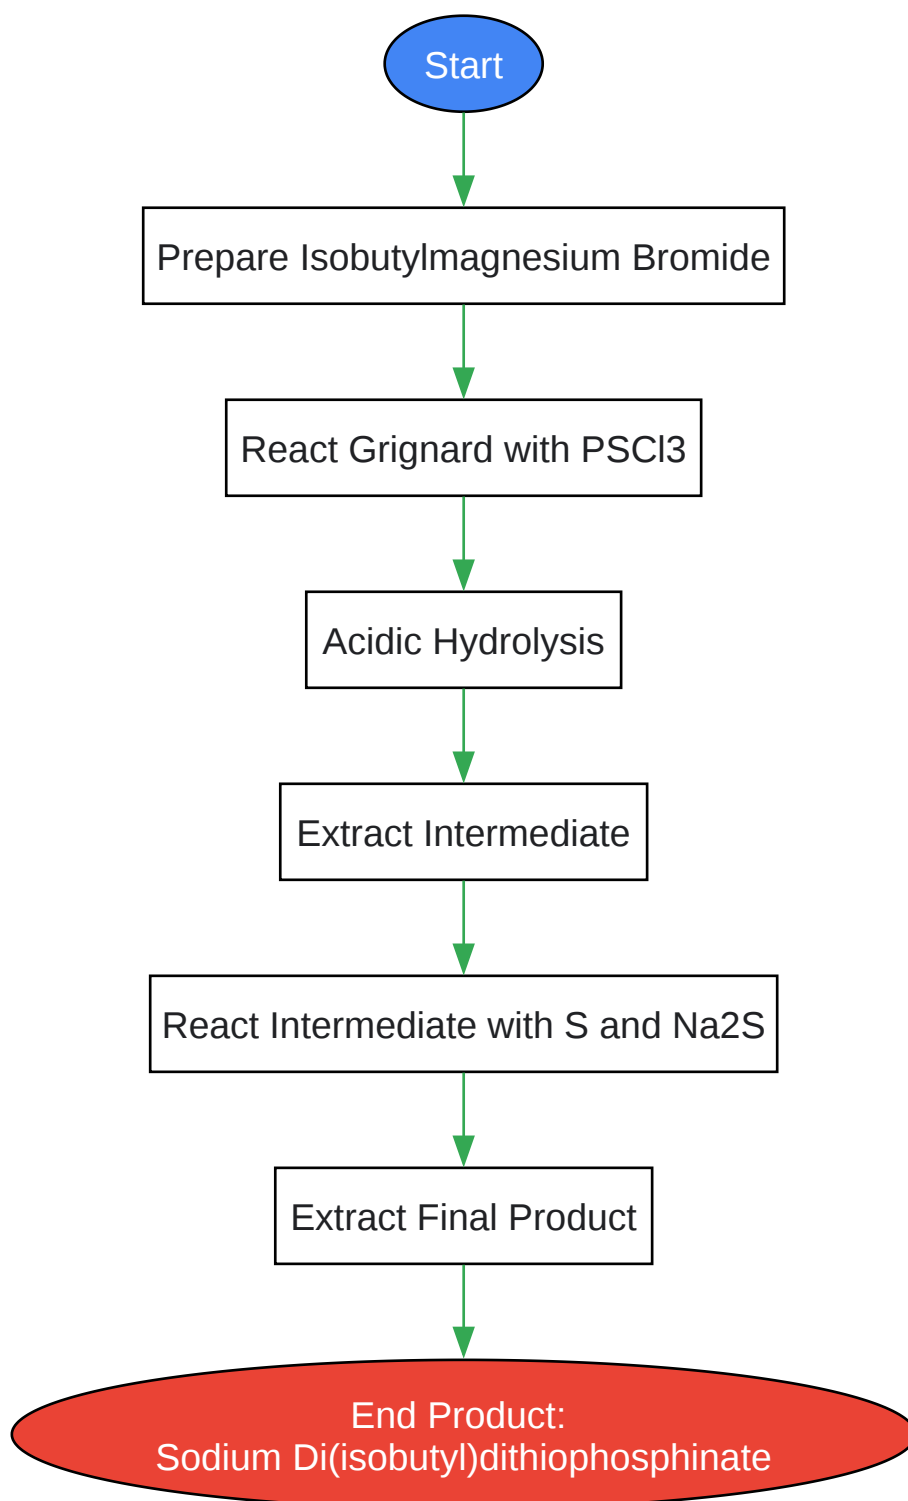 Start
Prepare Isobutylmagnesium Bromide
React Grignard with PSCl3
Acidic Hydrolysis
Extract Intermediate
React Intermediate with S and Na2S
Extract Final Product
End Product:
Sodium Di(isobutyl)dithiophosphinate